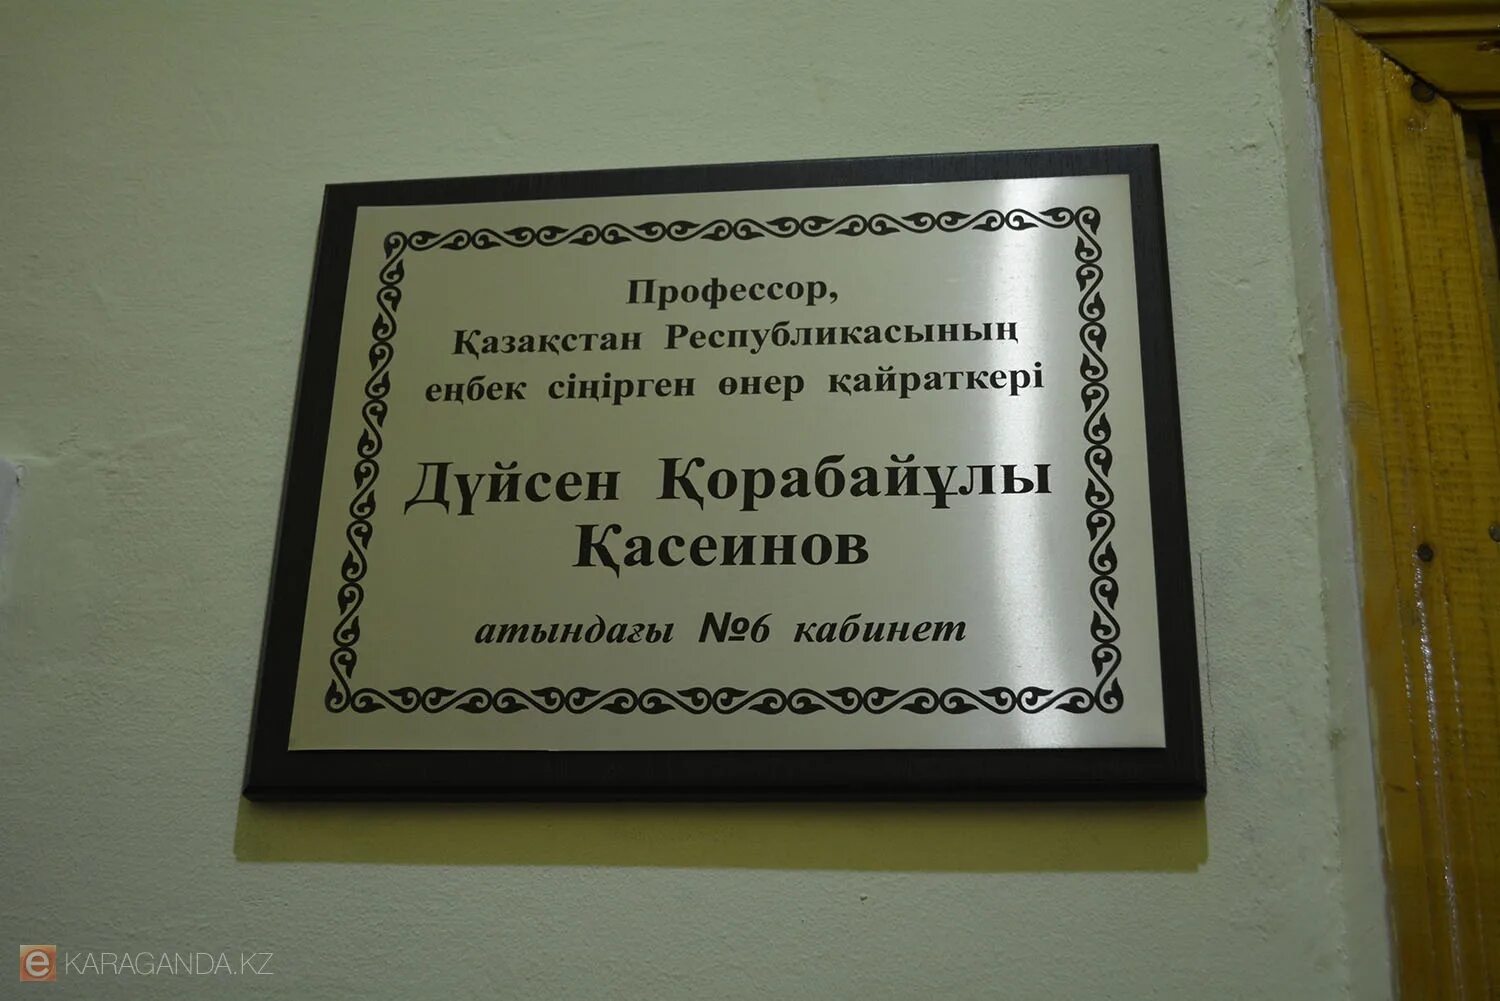 Профессор,
Қазақстан Республикасының
еңбек сіңірген өнер қайраткері
Дүйсен Қорабайұлы
Қасеинов
атындағы №6 кабинет
e KARAGANDA.KZ